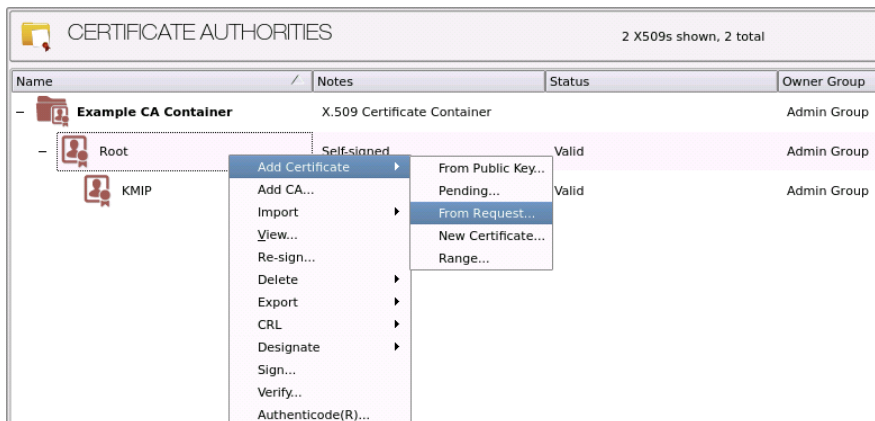 CERTIFICATE AUTHORITIES
2 X509s shown, 2 total
Name Notes Status Owner Group
Example CA Container X.509 Certificate Container Admin Group
Root Self-signed Valid Admin Group
KMIP Valid Admin Group
Add Certificate
Add CA...
Import
View...
Re-sign...
Delete
Export
CRL
Designate
Sign...
Verify...
Authenticode(R)...
From Public Key...
Pending...
From Request...
New Certificate...
Range...